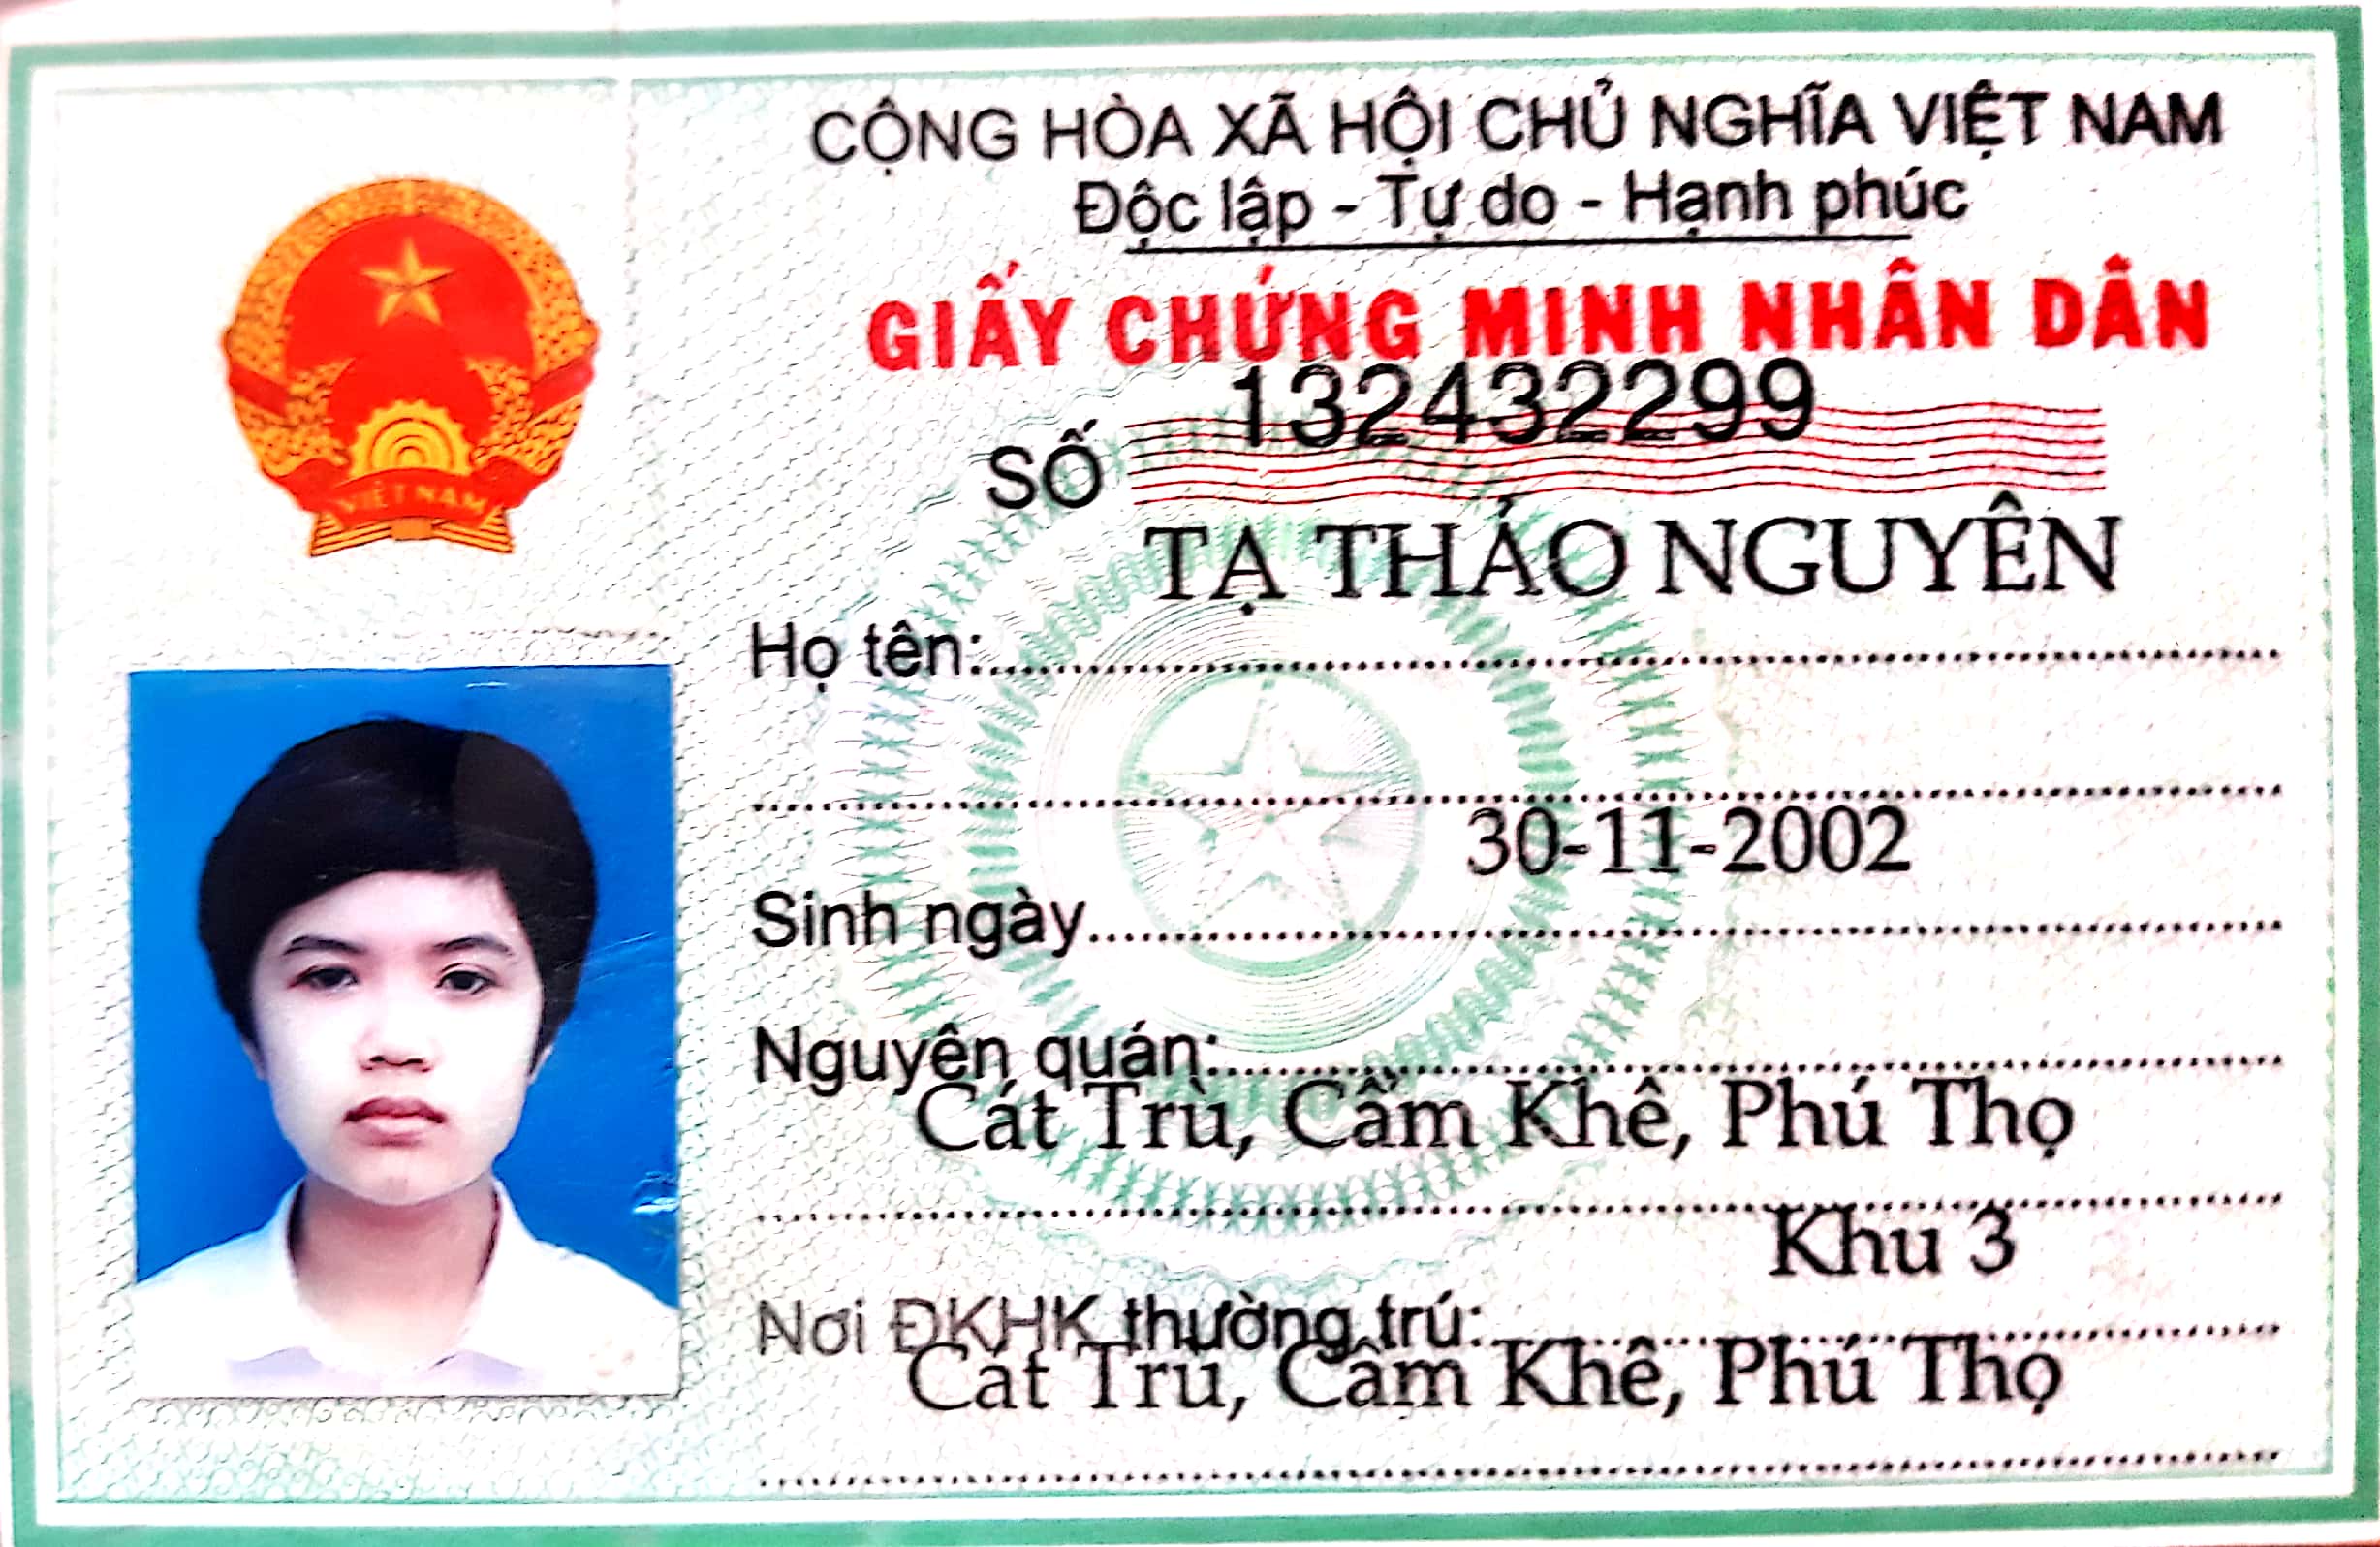 CỘNG HÒA XÃ HỘI CHỦ NGHĨA VIỆT NAM
Độc lập - Tự do - Hạnh phúc
GIẤY CHỨNG MINH NHÂN DÂN
SỐ 132432299
Họ tên: TẠ THẢO NGUYÊN
Sinh ngày 30-11-2002
Nguyên quán:
Cát Trù, Cẩm Khê, Phú Thọ
Nơi ĐKHK thường trú: Khu 3
Cát Trù, Cẩm Khê, Phú Thọ
VIỆT NAM